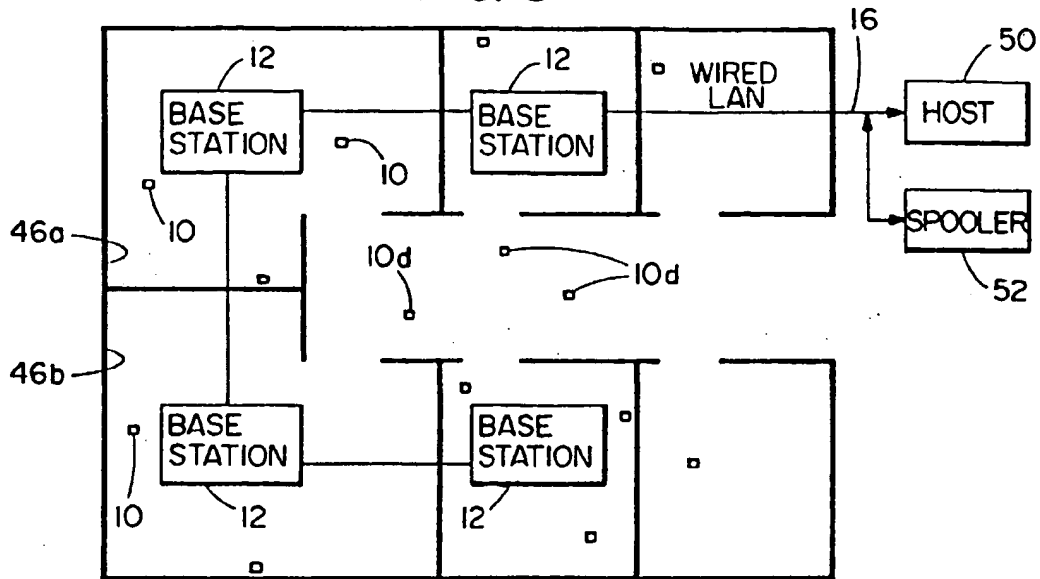 16
50
12
12
WIRED
LAN
BASE
STATION
BASE
STATION
HOST
10
10
SPOOLER
46a
10d
10d
52
46b
BASE
STATION
BASE
STATION
10
12
12